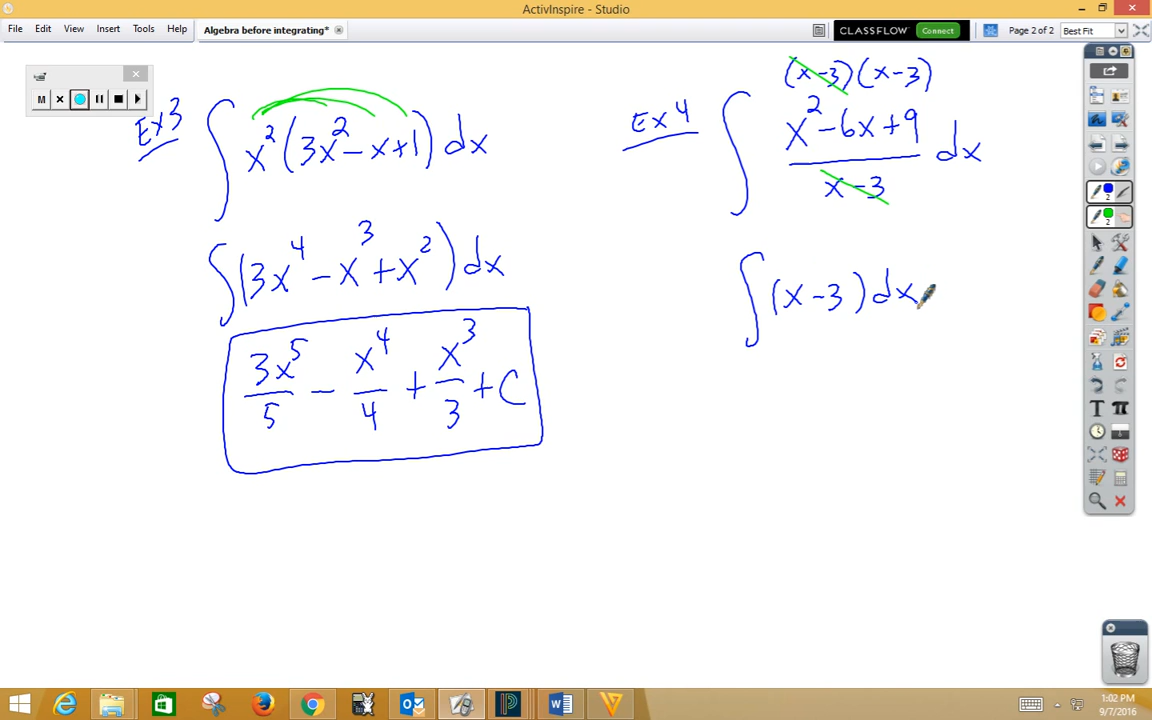 ActivInspire - Studio
File Edit View Insert Tools Help
Algebra before integrating*
CLASSFLOW Connect
Page 2 of 2
Best Fit
M
2
2
T π
Ex 3
∫ x²(3x² - x + 1) dx
∫ (3x⁴ - x³ + x²) dx
3x⁵/5 - x⁴/4 + x³/3 + C
Ex 4
(x-3)(x-3)
∫ (x² - 6x + 9)/(x - 3) dx
∫ (x - 3) dx
1:02 PM
9/7/2016